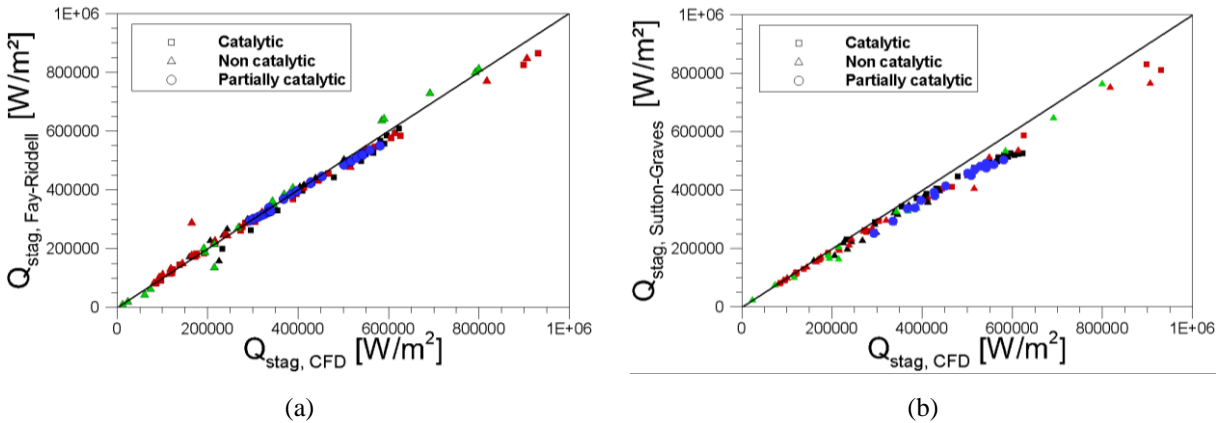 1E+06
800000
600000
400000
200000
0
Q_stag, Fay-Riddell [W/m²]
Catalytic
Non catalytic
Partially catalytic
0 200000 400000 600000 800000 1E+06
Q_stag, CFD [W/m²]
(a)
1E+06
800000
600000
400000
200000
0
Q_stag, Sutton-Graves [W/m²]
Catalytic
Non catalytic
Partially catalytic
0 200000 400000 600000 800000 1E+06
Q_stag, CFD [W/m²]
(b)